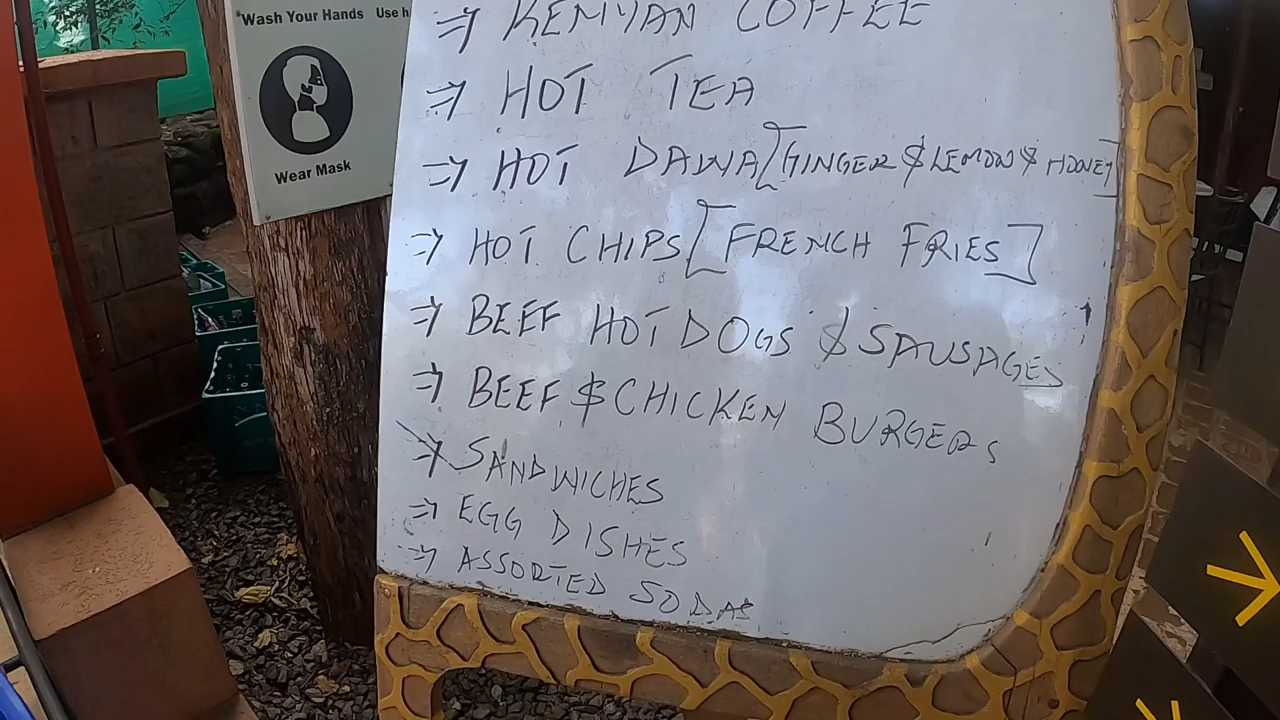 Wash Your Hands Use h
Wear Mask
⇒ KENYAN COFFEE
⇒ HOT TEA
⇒ HOT DAWA [GINGER & LEMON & HONEY]
⇒ HOT CHIPS [FRENCH FRIES]
⇒ BEEF HOT DOGS & SAUSAGES
⇒ BEEF & CHICKEN BURGERS
⇒ SANDWICHES
⇒ EGG DISHES
⇒ ASSORTED SODAS